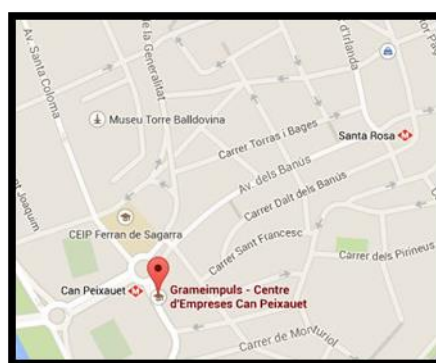 Av. Santa Coloma
de la Generalitat
d'Irlanda
Museu Torre Balldovina
Carrer Torras i Bages
Santa Rosa
Av. dels Banús
Carrer Dalt dels Banús
Joaquim
CEIP Ferran de Sagarra
Carrer Sant Francesc
Carrer dels Pirineus
Can Peixauet
Grameimpuls - Centre
d'Empreses Can Peixauet
Carrer de Monturiol